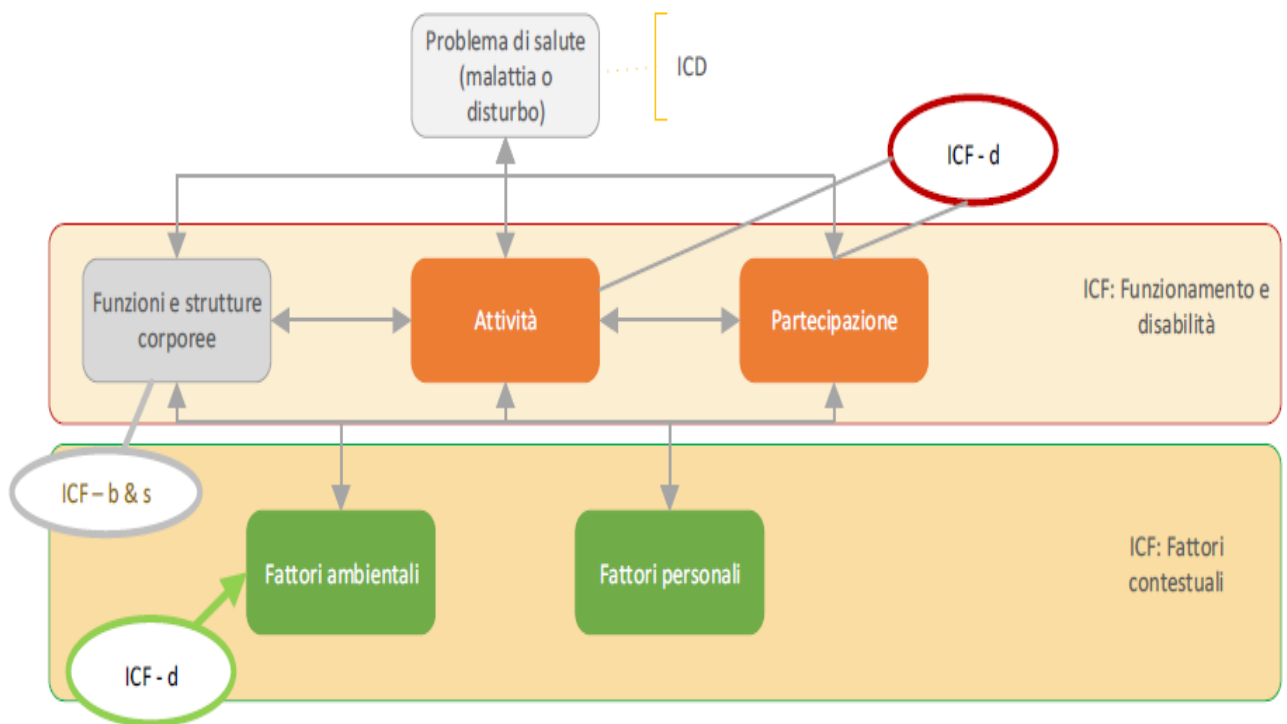 Problema di salute
(malattia o
disturbo)
ICD
ICF - d
Funzioni e strutture
corporee
Attività
Partecipazione
ICF: Funzionamento e
disabilità
ICF – b & s
Fattori ambientali
Fattori personali
ICF: Fattori
contestuali
ICF - d